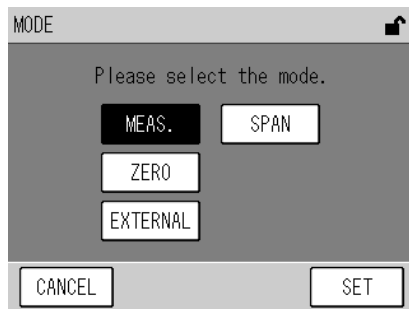 MODE
Please select the mode.
MEAS. SPAN
ZERO
EXTERNAL
CANCEL SET